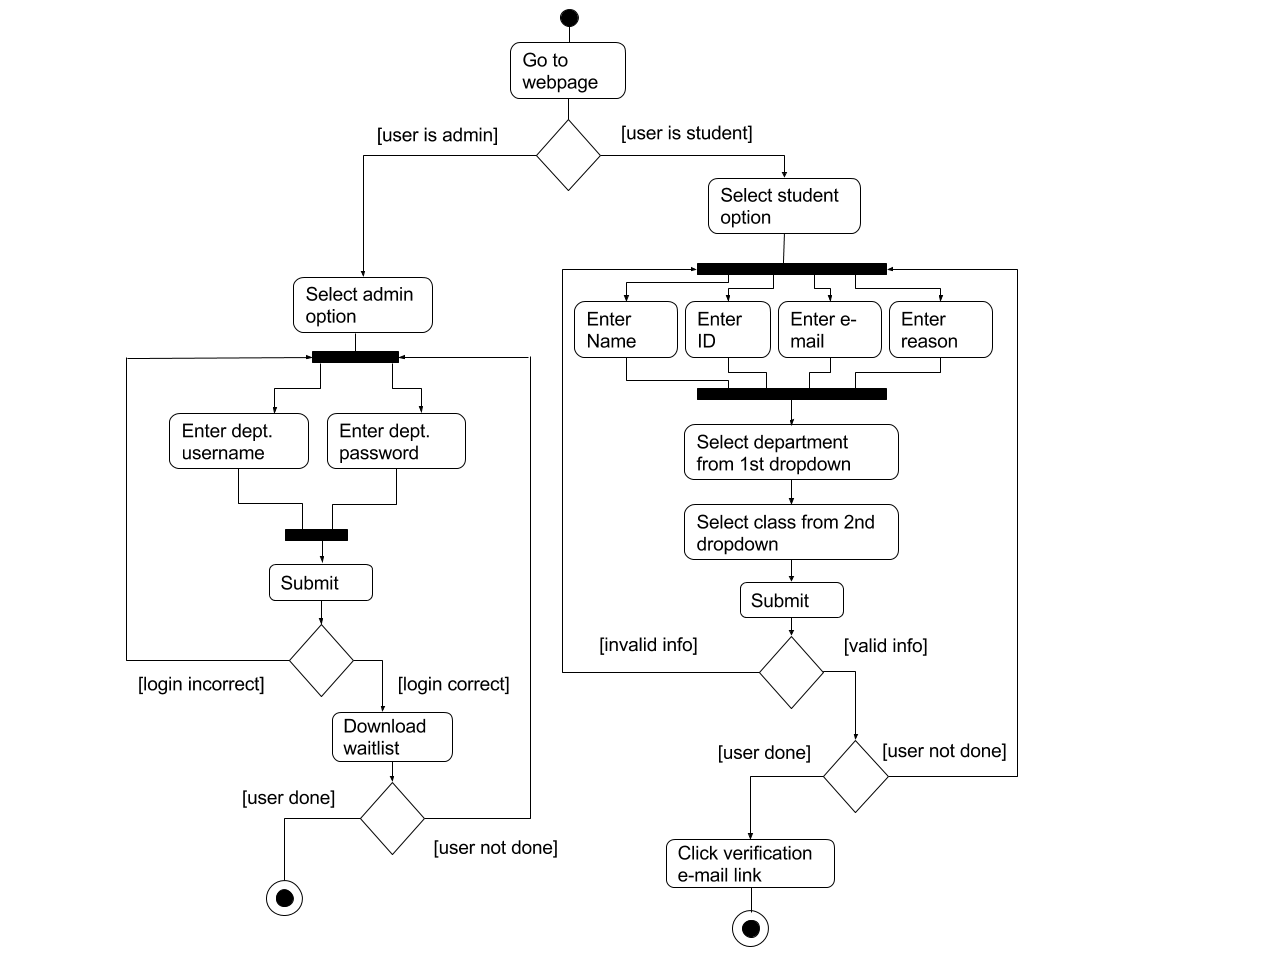 Go to
webpage
[user is admin]
[user is student]
Select student
option
Select admin
option
Enter
Name
Enter
ID
Enter e-
mail
Enter
reason
Enter dept.
username
Enter dept.
password
Select department
from 1st dropdown
Select class from 2nd
dropdown
Submit
Submit
[invalid info]
[valid info]
[login incorrect]
[login correct]
Download
waitlist
[user done]
[user not done]
[user done]
[user not done]
Click verification
e-mail link